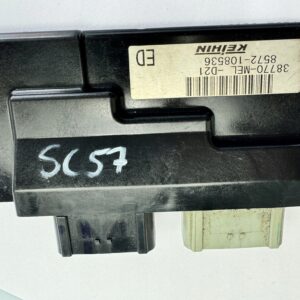 38770-MEL -D21
8572-108536
KEIHIN
ED
SC57